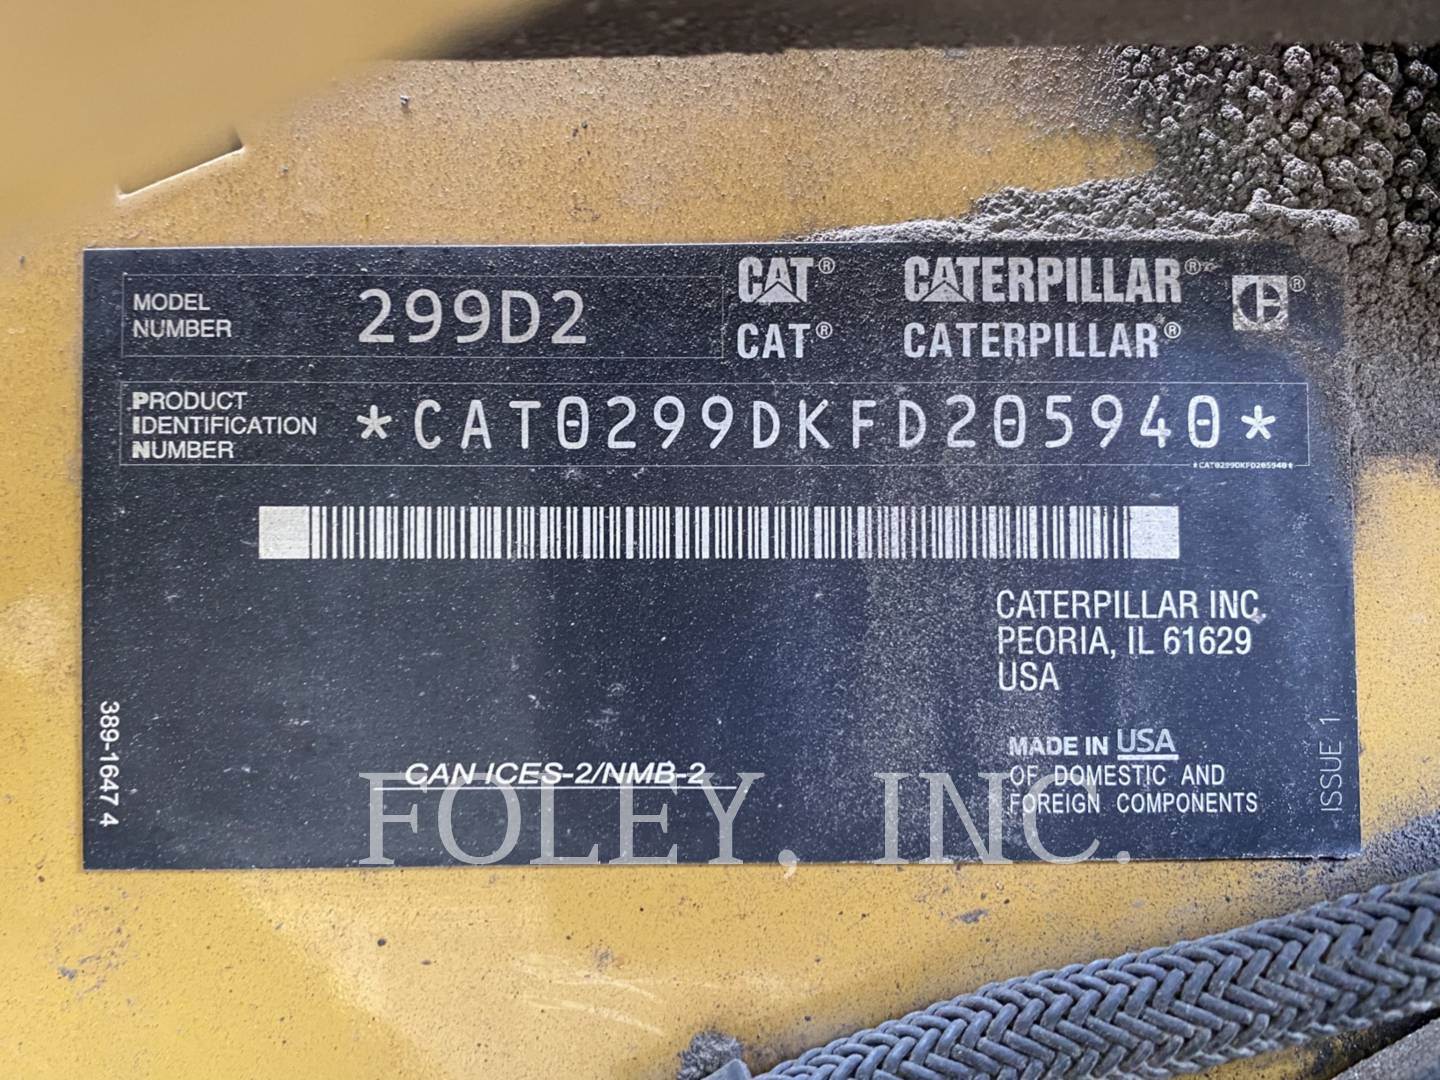 MODEL
NUMBER
299D2
CAT® CATERPILLAR®
CAT® CATERPILLAR®
PRODUCT
IDENTIFICATION
NUMBER
*CAT0299DKFD205940*
*CAT0299DKFD205940*
CATERPILLAR INC.
PEORIA, IL 61629
USA
MADE IN USA
OF DOMESTIC AND
FOREIGN COMPONENTS
CAN ICES-2/NMB-2
389-1647 4
ISSUE 1
FOLEY, INC.